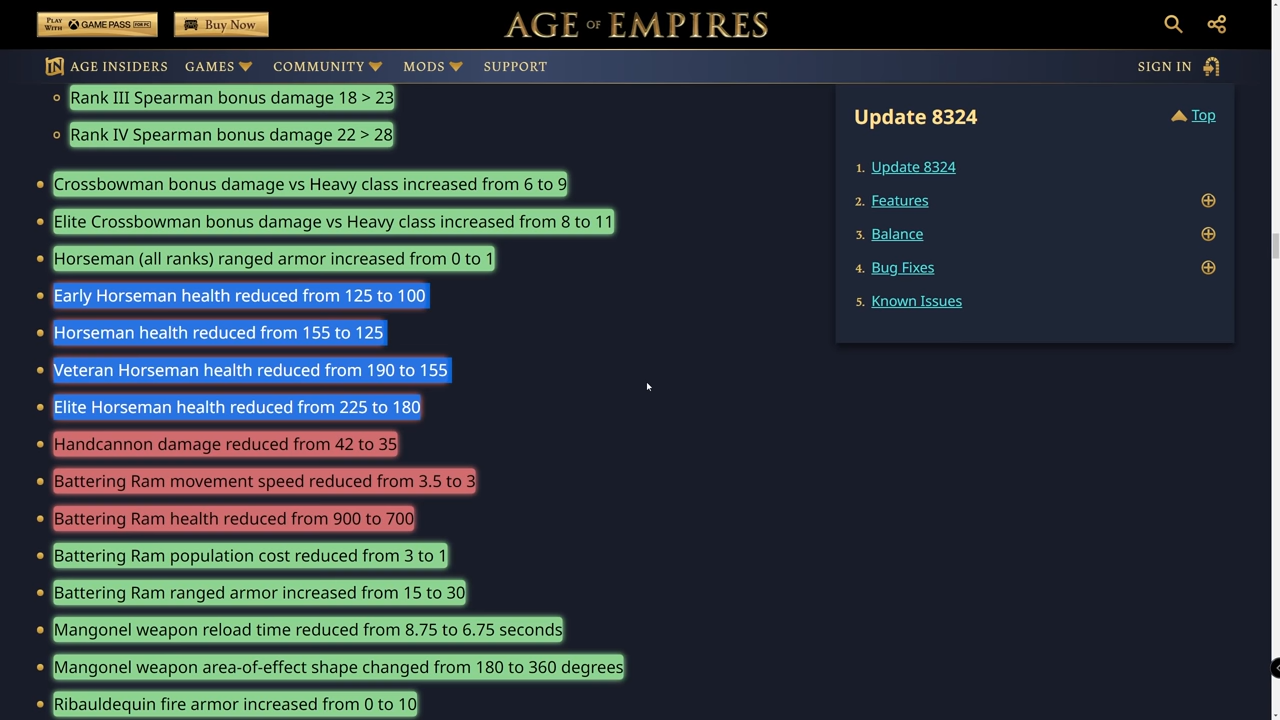 PLAY WITH XBOX GAME PASS FOR PC
Buy Now
AGE OF EMPIRES
IN AGE INSIDERS
GAMES
COMMUNITY
MODS
SUPPORT
SIGN IN
Rank III Spearman bonus damage 18 > 23
Rank IV Spearman bonus damage 22 > 28
Crossbowman bonus damage vs Heavy class increased from 6 to 9
Elite Crossbowman bonus damage vs Heavy class increased from 8 to 11
Horseman (all ranks) ranged armor increased from 0 to 1
Early Horseman health reduced from 125 to 100
Horseman health reduced from 155 to 125
Veteran Horseman health reduced from 190 to 155
Elite Horseman health reduced from 225 to 180
Handcannon damage reduced from 42 to 35
Battering Ram movement speed reduced from 3.5 to 3
Battering Ram health reduced from 900 to 700
Battering Ram population cost reduced from 3 to 1
Battering Ram ranged armor increased from 15 to 30
Mangonel weapon reload time reduced from 8.75 to 6.75 seconds
Mangonel weapon area-of-effect shape changed from 180 to 360 degrees
Ribauldequin fire armor increased from 0 to 10
Update 8324
Top
1. Update 8324
2. Features
3. Balance
4. Bug Fixes
5. Known Issues